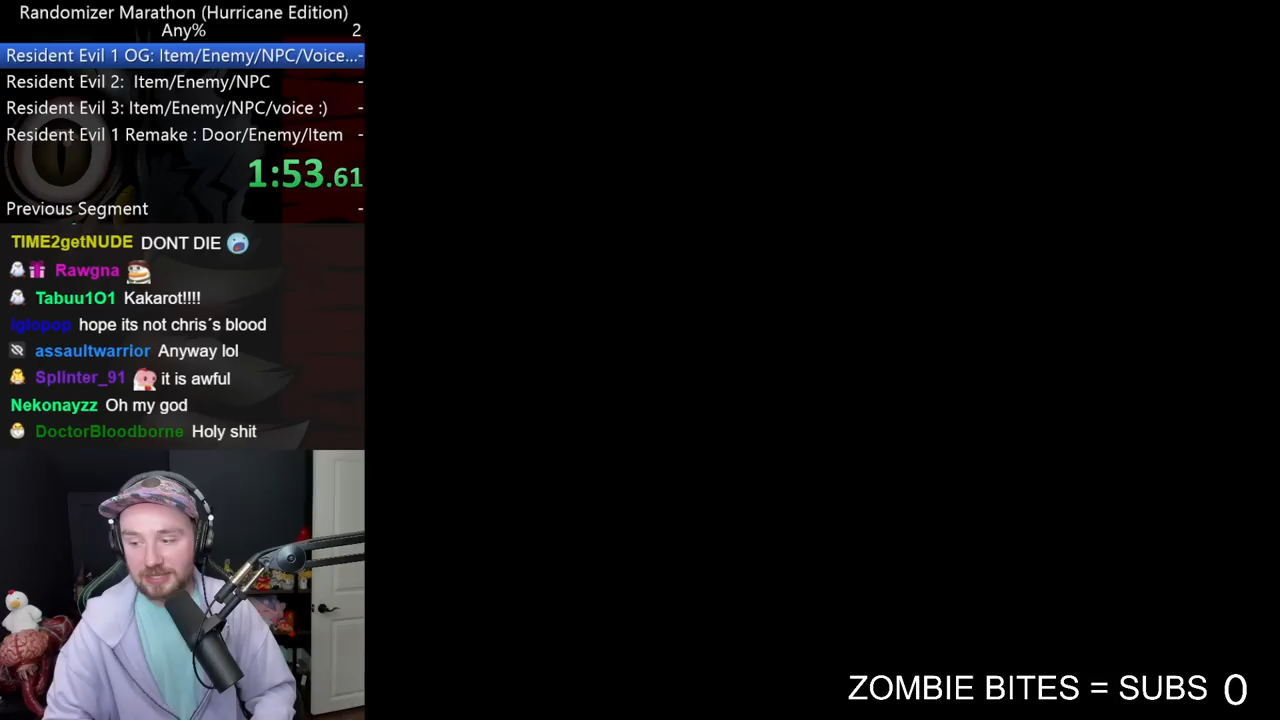 Randomizer Marathon (Hurricane Edition)
Any% 2
Resident Evil 1 OG: Item/Enemy/NPC/Voice... -
Resident Evil 2: Item/Enemy/NPC -
Resident Evil 3: Item/Enemy/NPC/voice :) -
Resident Evil 1 Remake : Door/Enemy/Item -
1:53.61
Previous Segment -
TIME2getNUDE DONT DIE
Rawgna
Tabuu1O1 Kakarot!!!!
iglopop hope its not chris´s blood
assaultwarrior Anyway lol
Splinter_91 it is awful
Nekonayzz Oh my god
DoctorBloodborne Holy shit
ZOMBIE BITES = SUBS 0